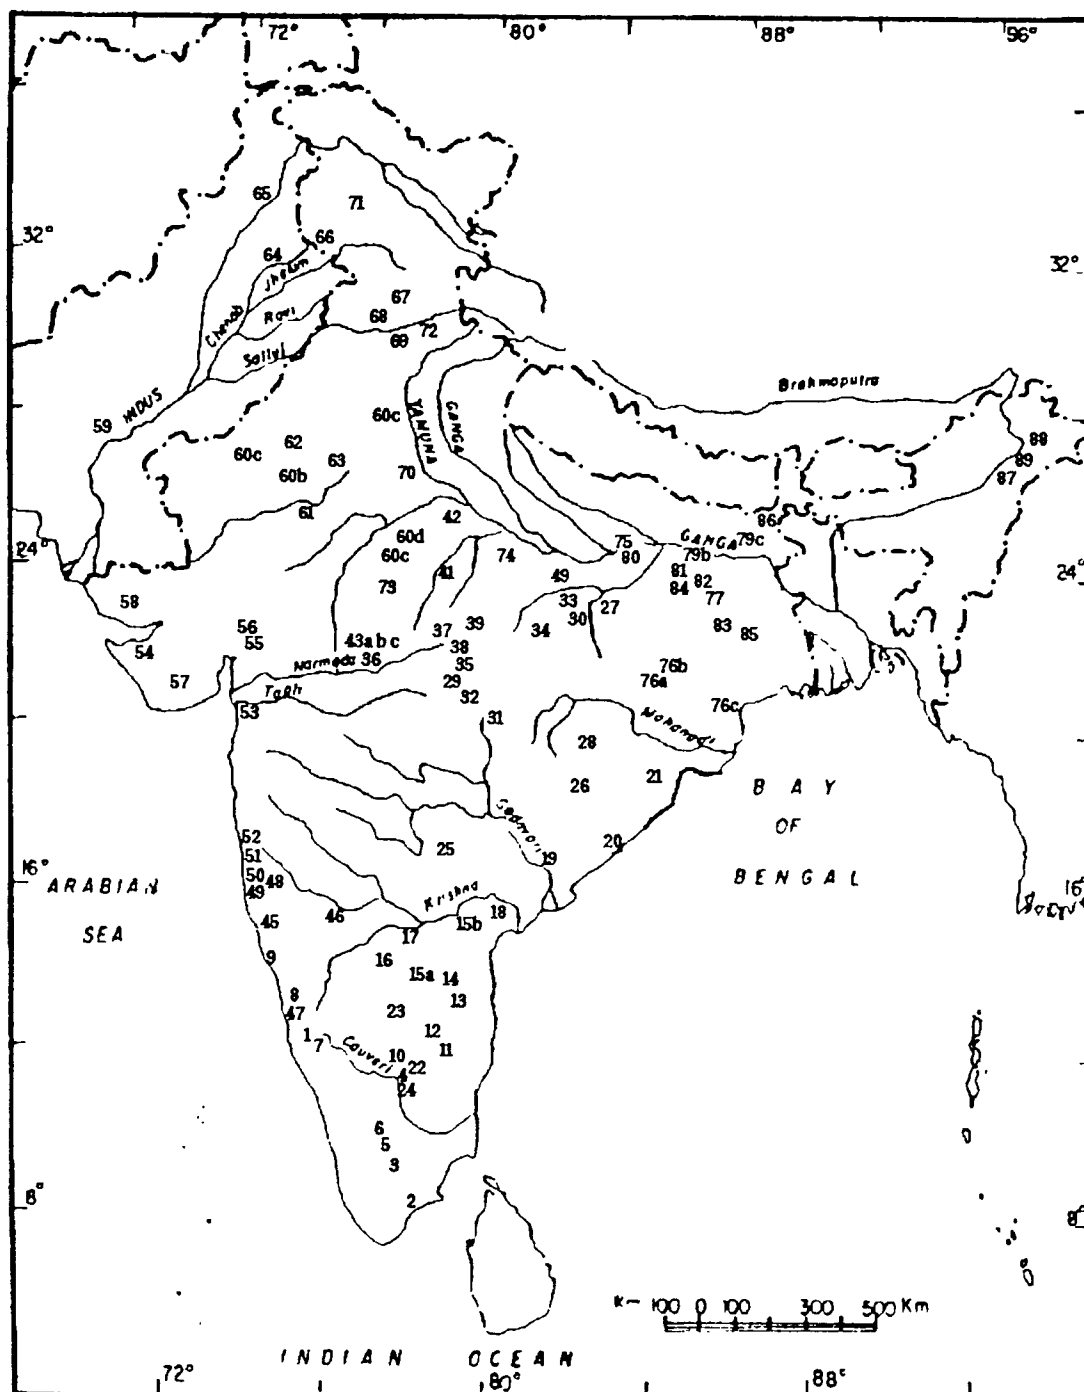 72° 80° 88° 96°
65
71
32° 66
64 Jhelum 32°
67
Chenab Ravi 68
72
69
Sutlej
Brahmaputra
INDUS
59 60c YAMUNA GANGA
62 88
60c 63 89
60b 70 87
61 42 86
60d 75 GANGA 79c
24° 60c 74 80 79b 24°
41 49 81
73 84 82
58 33 27 77
56 37 39 34 30 83 85
54 55 43abc 38
Narmada 36 35 76b
57 29 76a
Tapti 32 76c
53 31 Mahanadi
28
21 BAY
26
Godavari OF
52 25 19 20
51
16° 50 48 BENGAL 16°
ARABIAN 49
Krishna
SEA 45 46 15b 18
17
9 16
15a 14
8 13
47 23
1 12
7 Cauveri 10 11
22
4
24
6
5
3
8° 2 8°
K— 100 0 100 300 500 Km
INDIAN OCEAN
72° 80° 88°